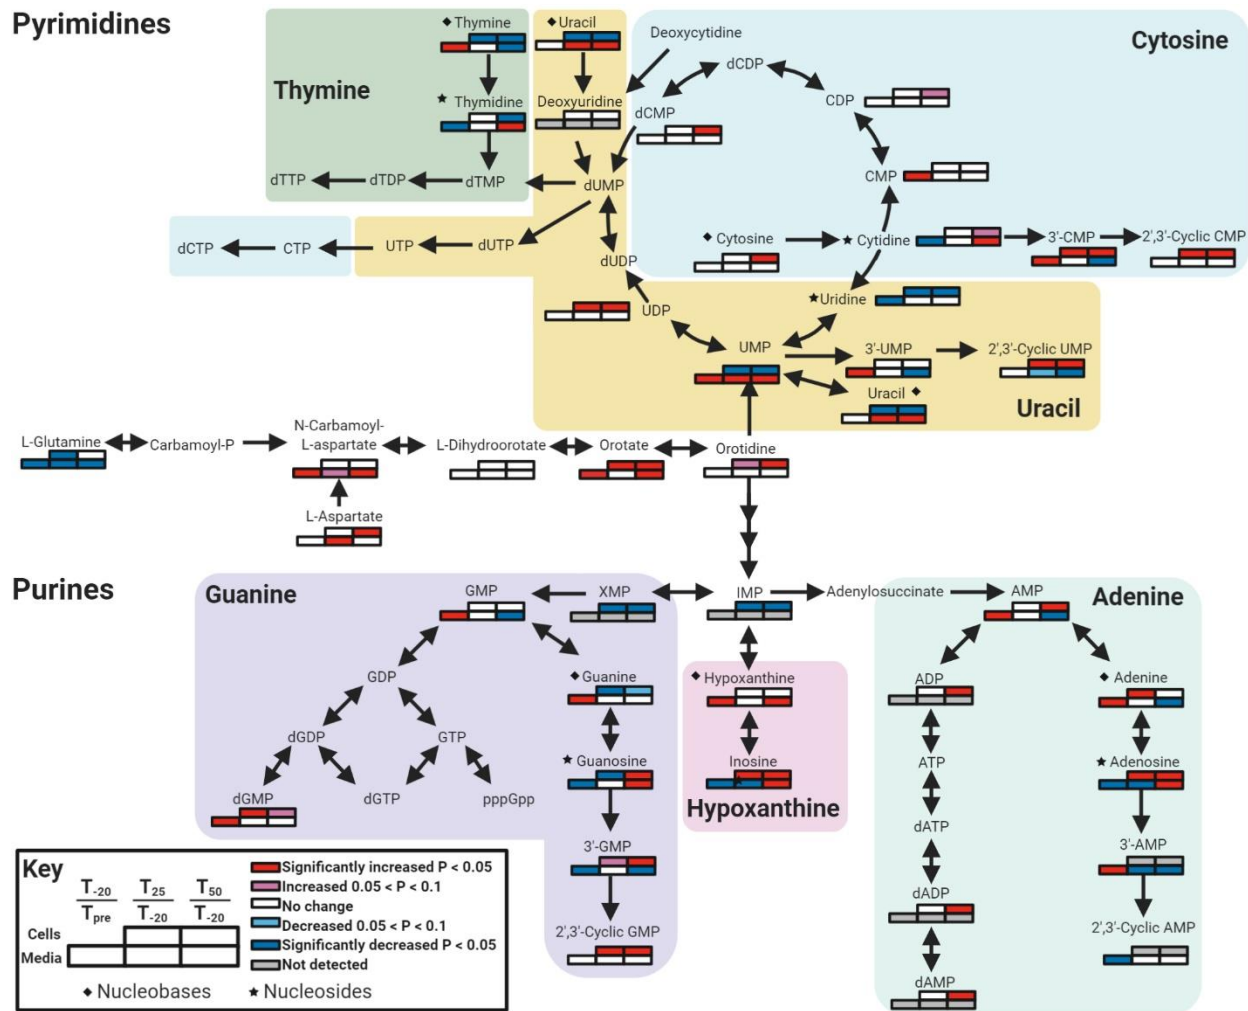 Pyrimidines
◆ Thymine
◆ Uracil
Deoxycytidine
Cytosine
dCDP
Thymine
CDP
★ Thymidine
Deoxyuridine
dCMP
dTTP
dTDP
dTMP
dUMP
CMP
dCTP
CTP
UTP
dUTP
◆ Cytosine
★ Cytidine
3'-CMP
2',3'-Cyclic CMP
dUDP
★ Uridine
UDP
UMP
3'-UMP
2',3'-Cyclic UMP
Uracil ◆
Uracil
L-Glutamine
Carbamoyl-P
N-Carbamoyl-
L-aspartate
L-Dihydroorotate
Orotate
Orotidine
L-Aspartate
Purines
Guanine
GMP
XMP
IMP
Adenylosuccinate
AMP
Adenine
GDP
◆ Guanine
◆ Hypoxanthine
ADP
◆ Adenine
dGDP
GTP
★ Guanosine
Inosine
ATP
★ Adenosine
Hypoxanthine
dGMP
dGTP
pppGpp
dATP
3'-GMP
3'-AMP
dADP
2',3'-Cyclic GMP
2',3'-Cyclic AMP
dAMP
Key
T-20 T25 T50
Tpre T-20 T-20
Cells
Media
Significantly increased P < 0.05
Increased 0.05 < P < 0.1
No change
Decreased 0.05 < P < 0.1
Significantly decreased P < 0.05
Not detected
◆ Nucleobases ★ Nucleosides